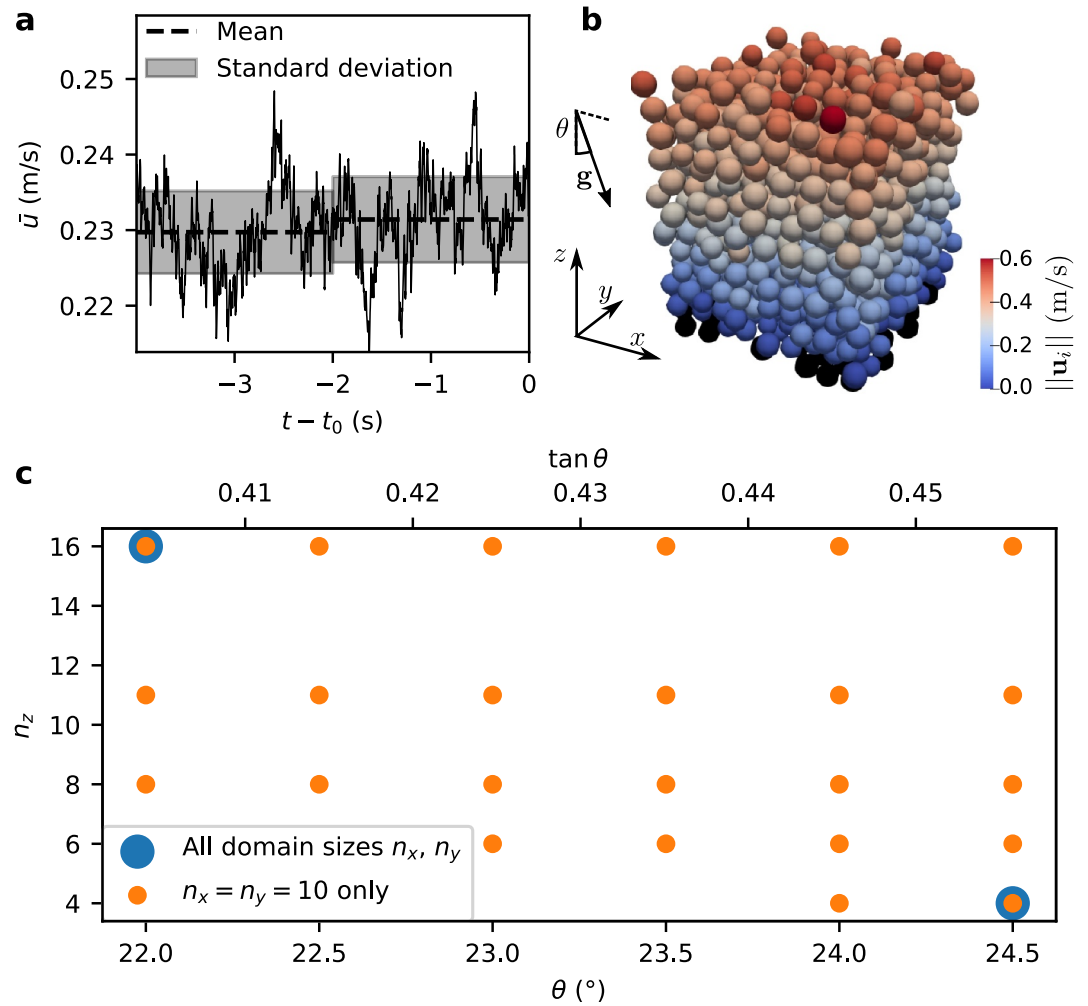 a
Mean
Standard deviation
0.25
0.24
0.23
0.22
ū (m/s)
−3 −2 −1 0
t − t₀ (s)
b
θ
g
z
y
x
0.6
0.4
0.2
0.0
||𝐮ᵢ|| (m/s)
c
tan θ
0.41 0.42 0.43 0.44 0.45
16
14
12
10
8
6
4
n_z
All domain sizes n_x, n_y
n_x = n_y = 10 only
22.0 22.5 23.0 23.5 24.0 24.5
θ (°)